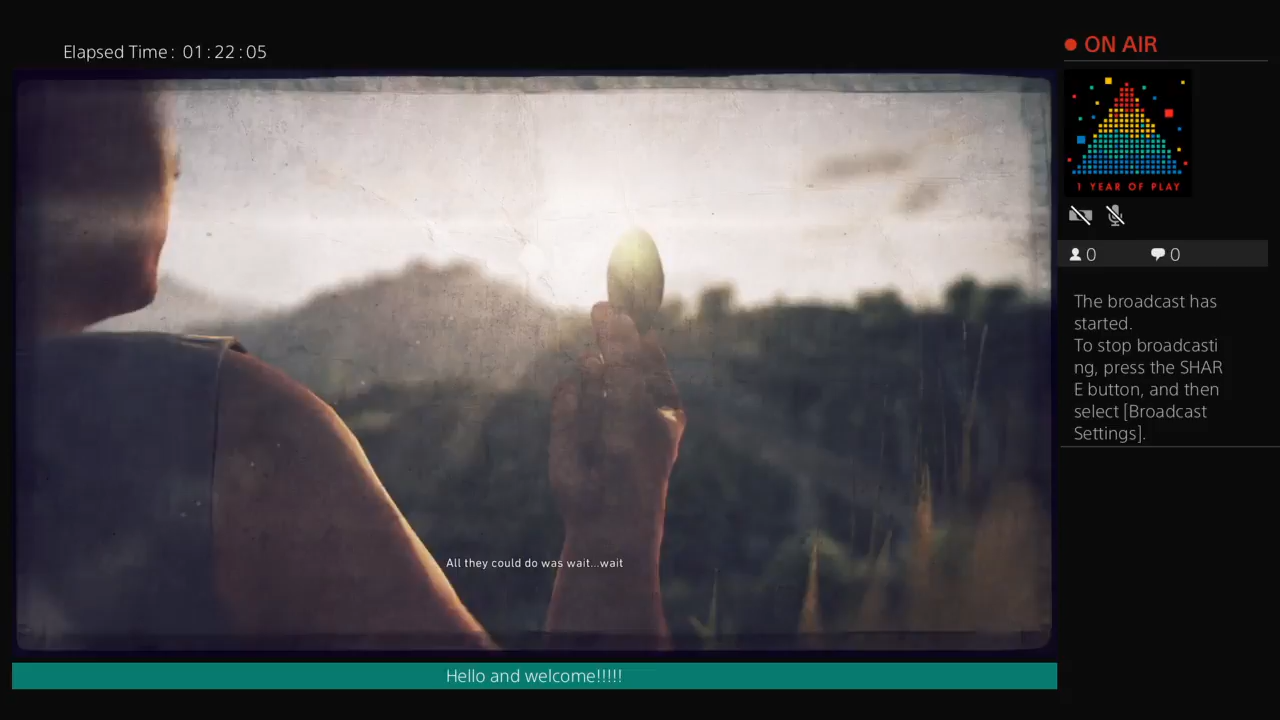 Elapsed Time: 01:22:05
ON AIR
1 YEAR OF PLAY
0 0
The broadcast has
started.
To stop broadcasti
ng, press the SHAR
E button, and then
select [Broadcast
Settings].
All they could do was wait...wait
Hello and welcome!!!!!